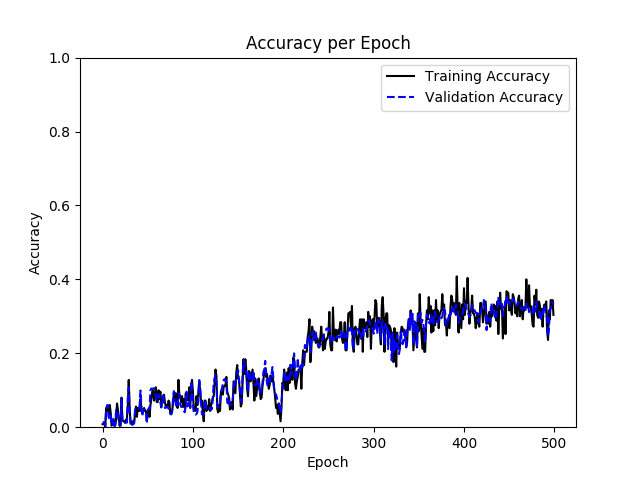 Accuracy per Epoch
Training Accuracy
Validation Accuracy
Accuracy
1.0
0.8
0.6
0.4
0.2
0.0
0 100 200 300 400 500
Epoch